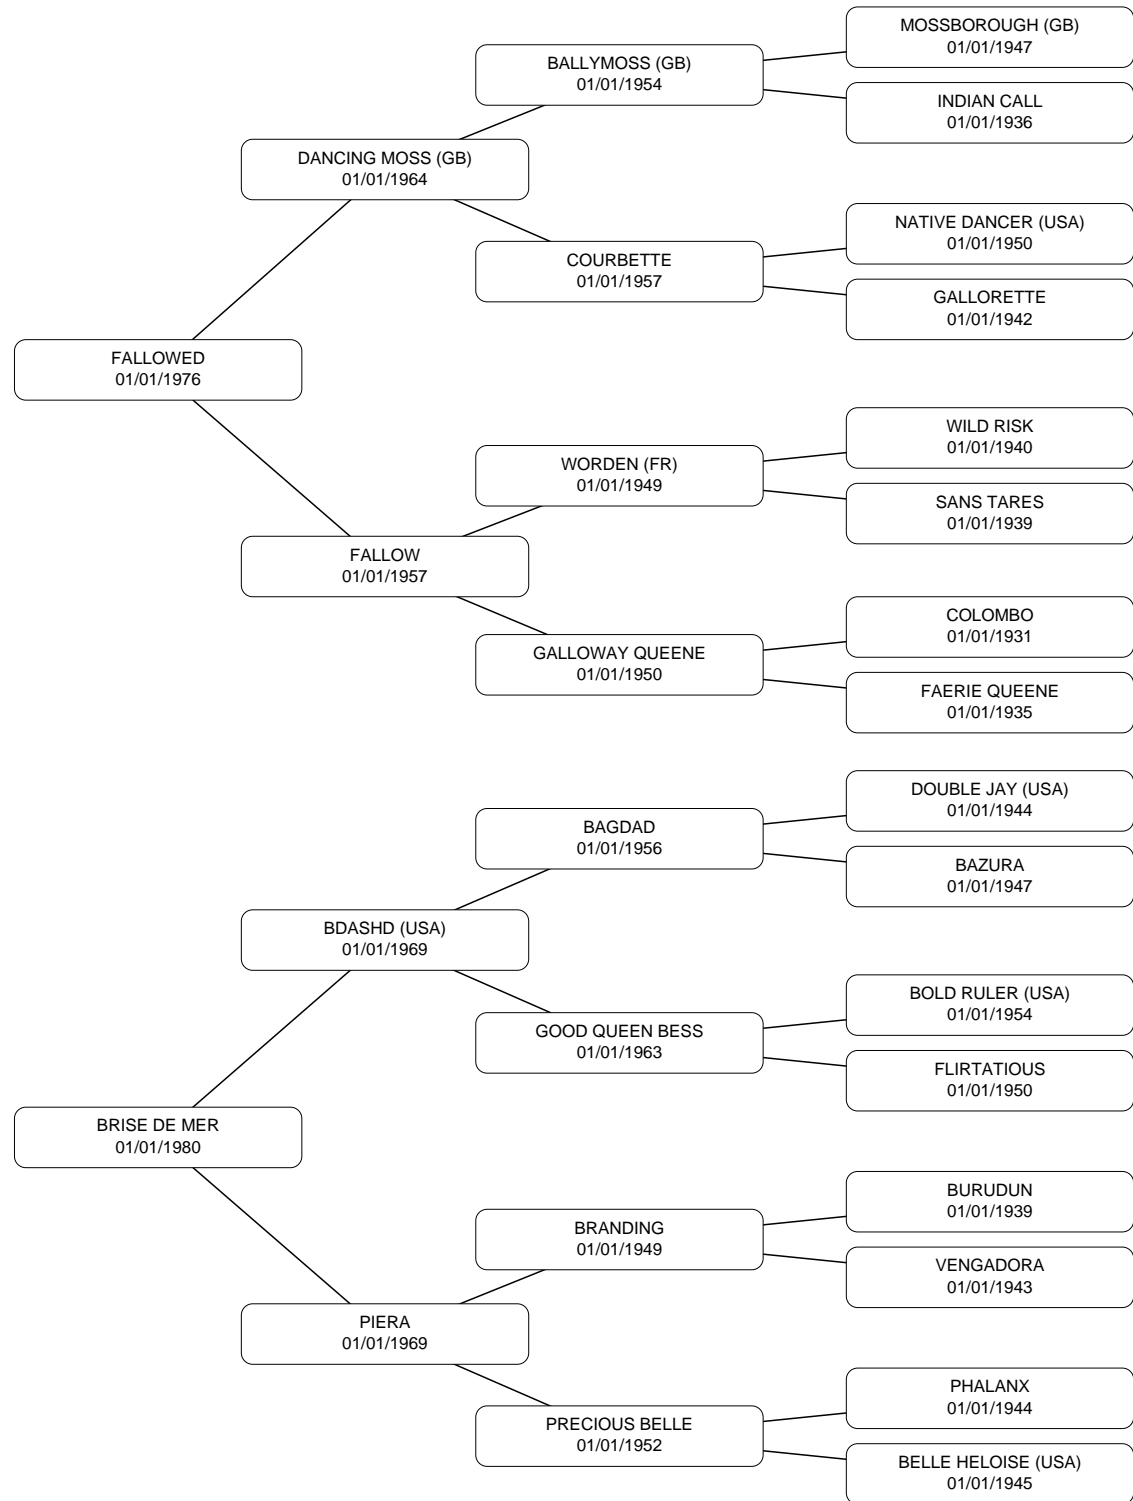 MOSSBOROUGH (GB)
01/01/1947
BALLYMOSS (GB)
01/01/1954
INDIAN CALL
01/01/1936
DANCING MOSS (GB)
01/01/1964
NATIVE DANCER (USA)
01/01/1950
COURBETTE
01/01/1957
GALLORETTE
01/01/1942
FALLOWED
01/01/1976
WILD RISK
01/01/1940
WORDEN (FR)
01/01/1949
SANS TARES
01/01/1939
FALLOW
01/01/1957
COLOMBO
01/01/1931
GALLOWAY QUEENE
01/01/1950
FAERIE QUEENE
01/01/1935
DOUBLE JAY (USA)
01/01/1944
BAGDAD
01/01/1956
BAZURA
01/01/1947
BDASHD (USA)
01/01/1969
BOLD RULER (USA)
01/01/1954
GOOD QUEEN BESS
01/01/1963
FLIRTATIOUS
01/01/1950
BRISE DE MER
01/01/1980
BURUDUN
01/01/1939
BRANDING
01/01/1949
VENGADORA
01/01/1943
PIERA
01/01/1969
PHALANX
01/01/1944
PRECIOUS BELLE
01/01/1952
BELLE HELOISE (USA)
01/01/1945